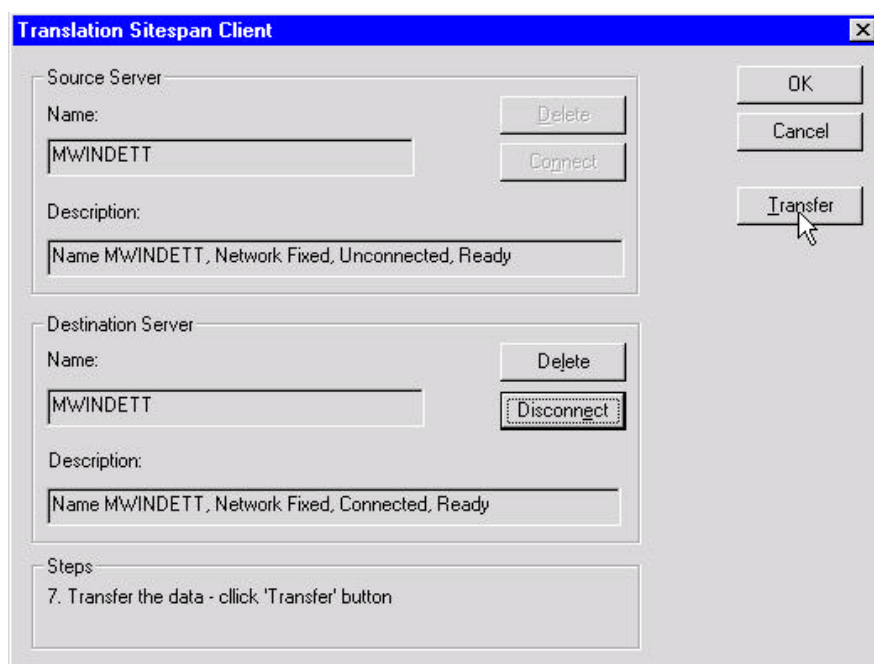 Translation Sitespan Client
Source Server
Name:
Delete
MWINDETT
Connect
Description:
Name MWINDETT, Network Fixed, Unconnected, Ready
OK
Cancel
Transfer
Destination Server
Name:
Delete
MWINDETT
Disconnect
Description:
Name MWINDETT, Network Fixed, Connected, Ready
Steps
7. Transfer the data - cllick 'Transfer' button